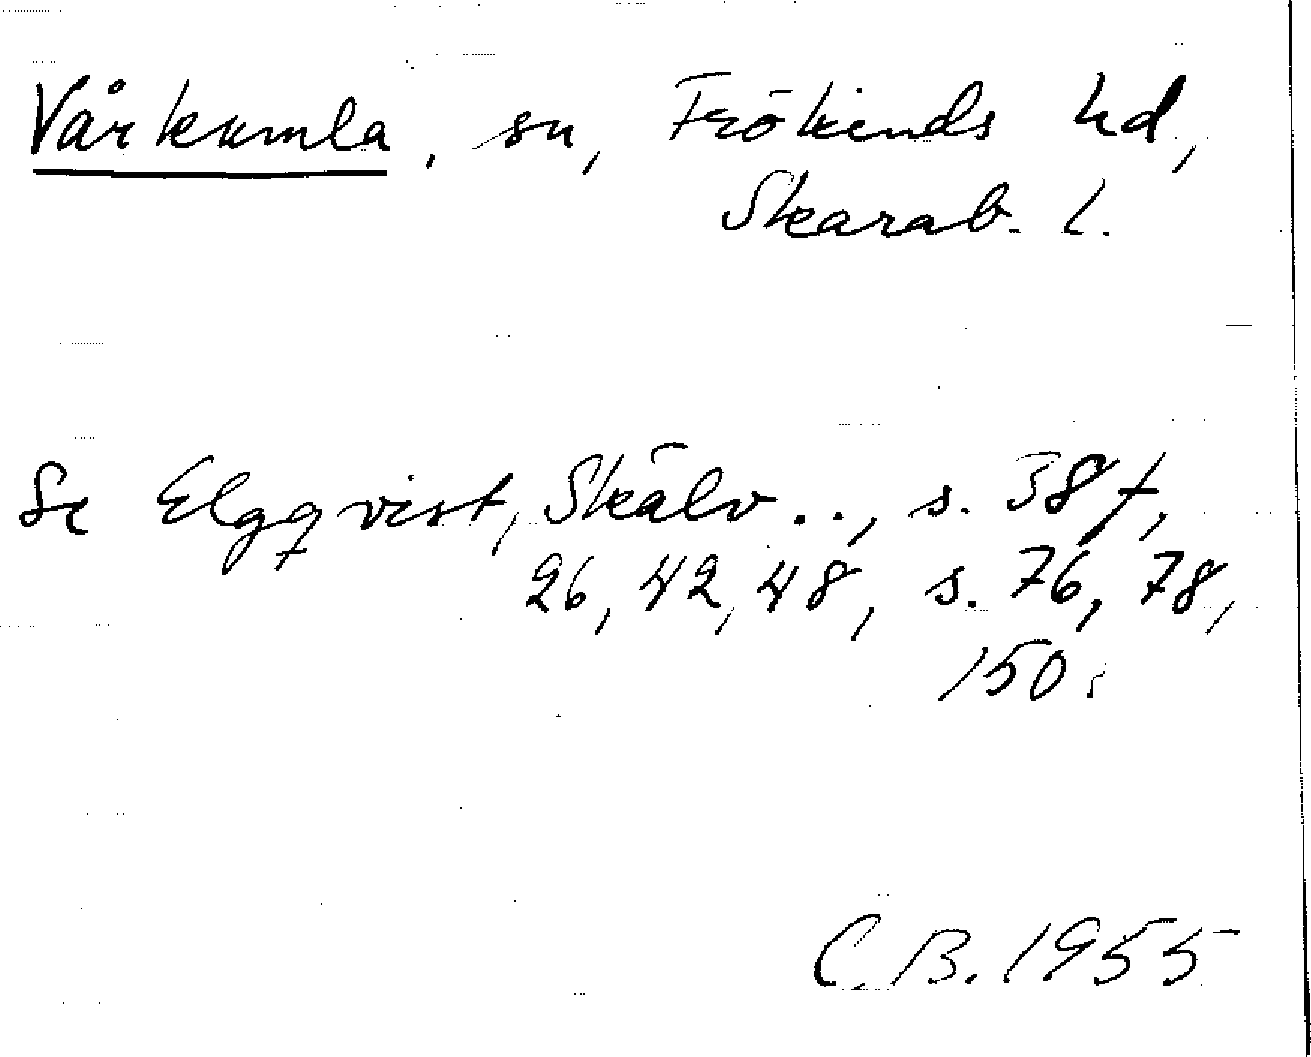 Vårkumla, sn, Frökinds hd,
Skarab. l.
Se Elgqvist, Skälv . ., s. 38 f,
26, 42, 48, s. 76, 78,
150.
C. B. 1955